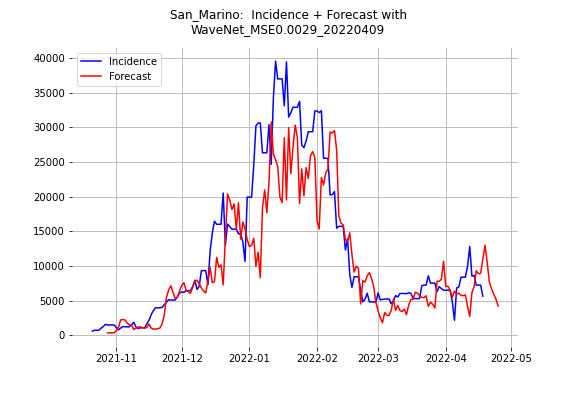 San_Marino:  Incidence + Forecast with
WaveNet_MSE0.0029_20220409
Incidence
Forecast
40000
35000
30000
25000
20000
15000
10000
5000
0
2021-11 2021-12 2022-01 2022-02 2022-03 2022-04 2022-05